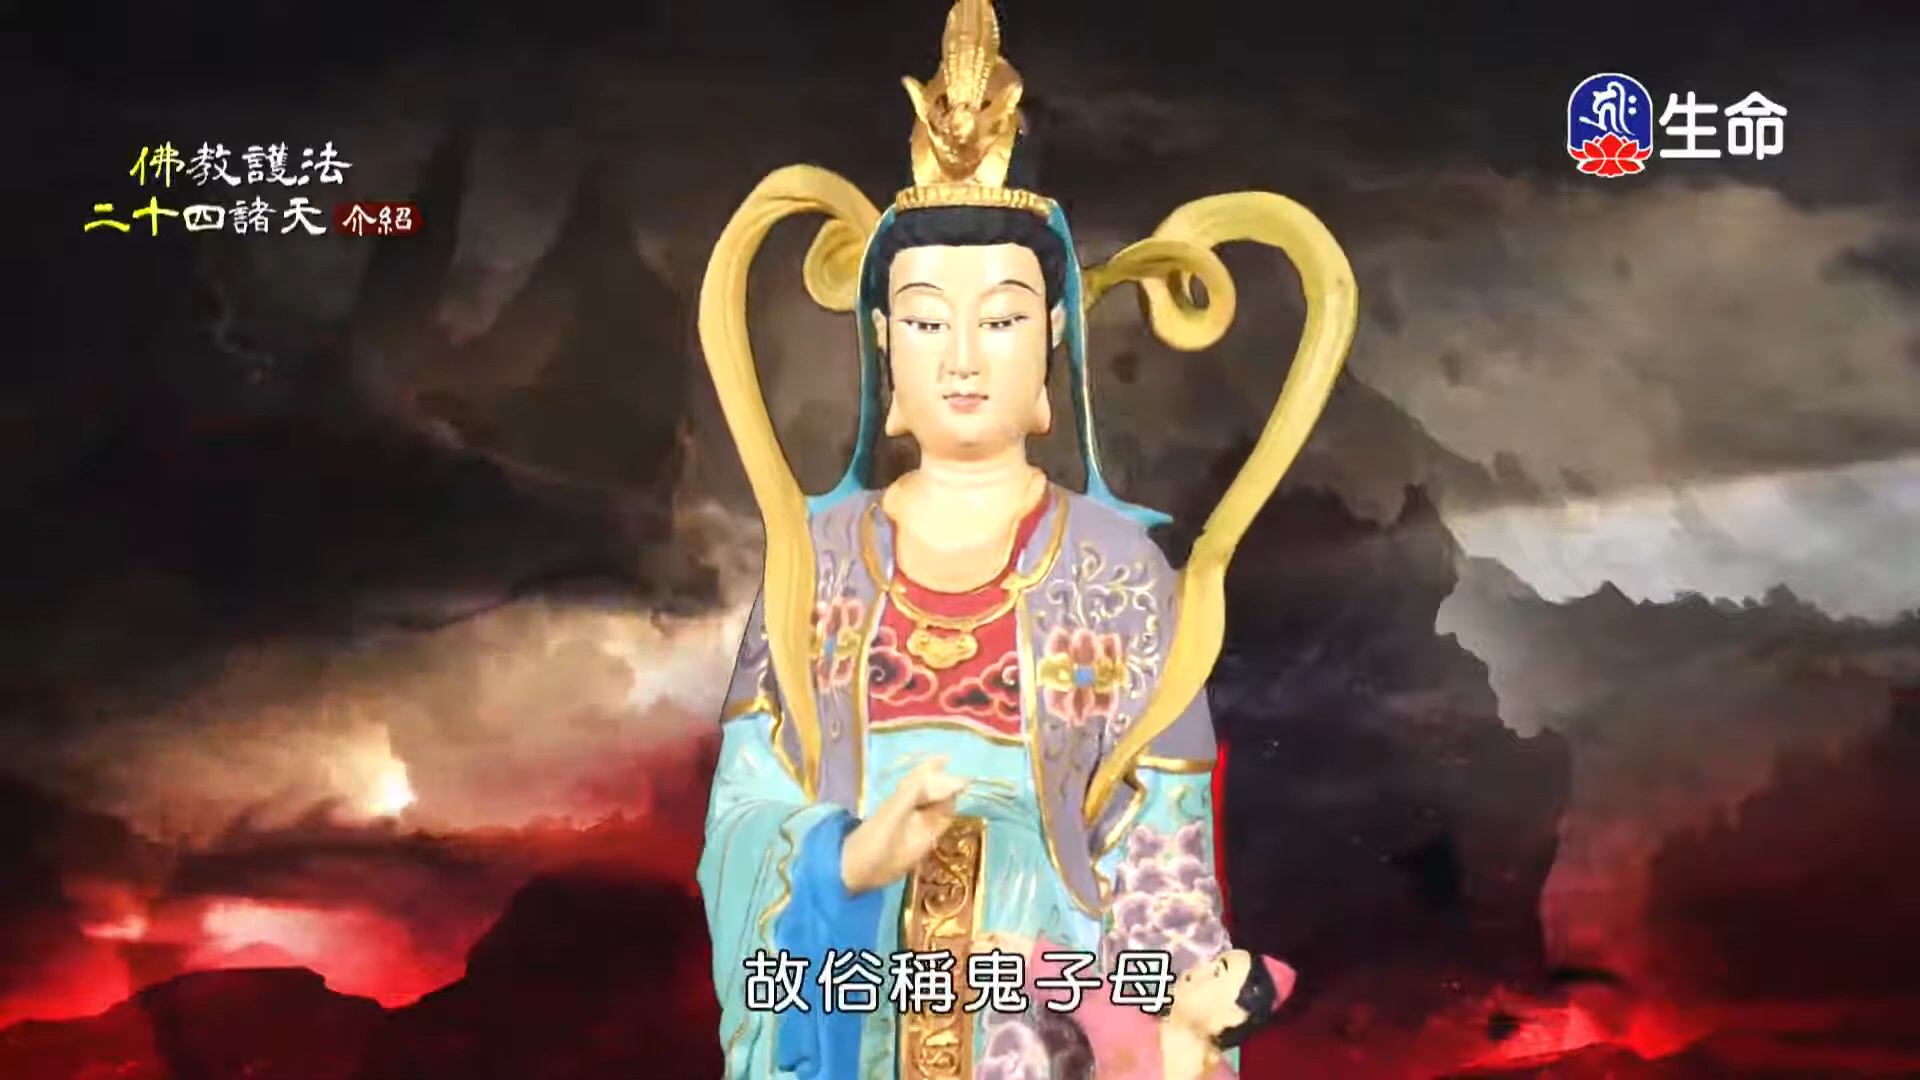 佛教護法
二十四諸天 介紹
生命
故俗稱鬼子母